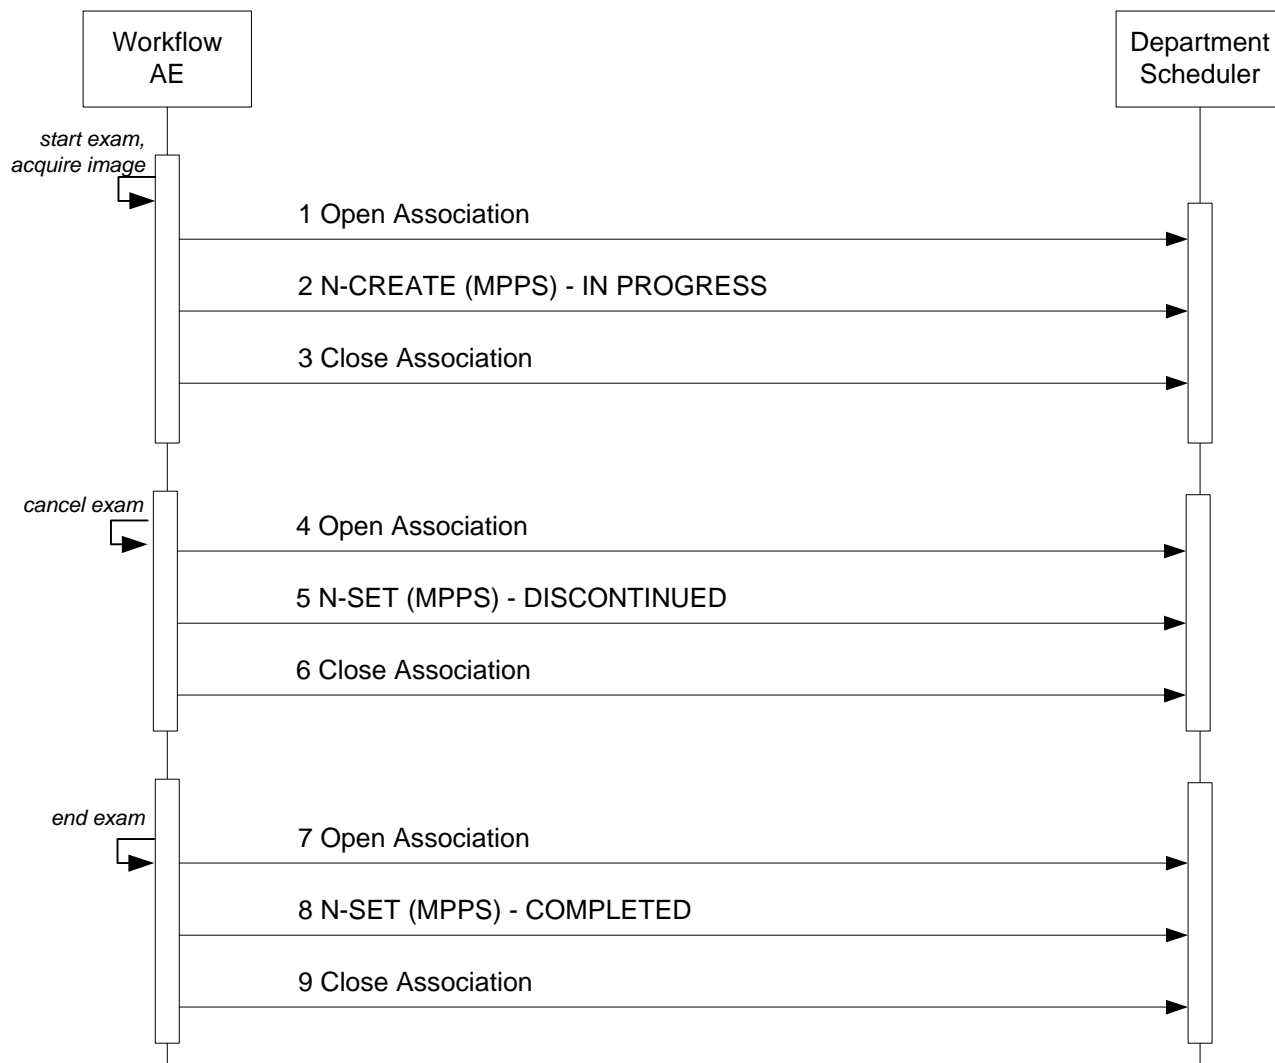 Workflow
AE
Department
Scheduler
start exam,
acquire image
1 Open Association
2 N-CREATE (MPPS) - IN PROGRESS
3 Close Association
cancel exam
4 Open Association
5 N-SET (MPPS) - DISCONTINUED
6 Close Association
end exam
7 Open Association
8 N-SET (MPPS) - COMPLETED
9 Close Association